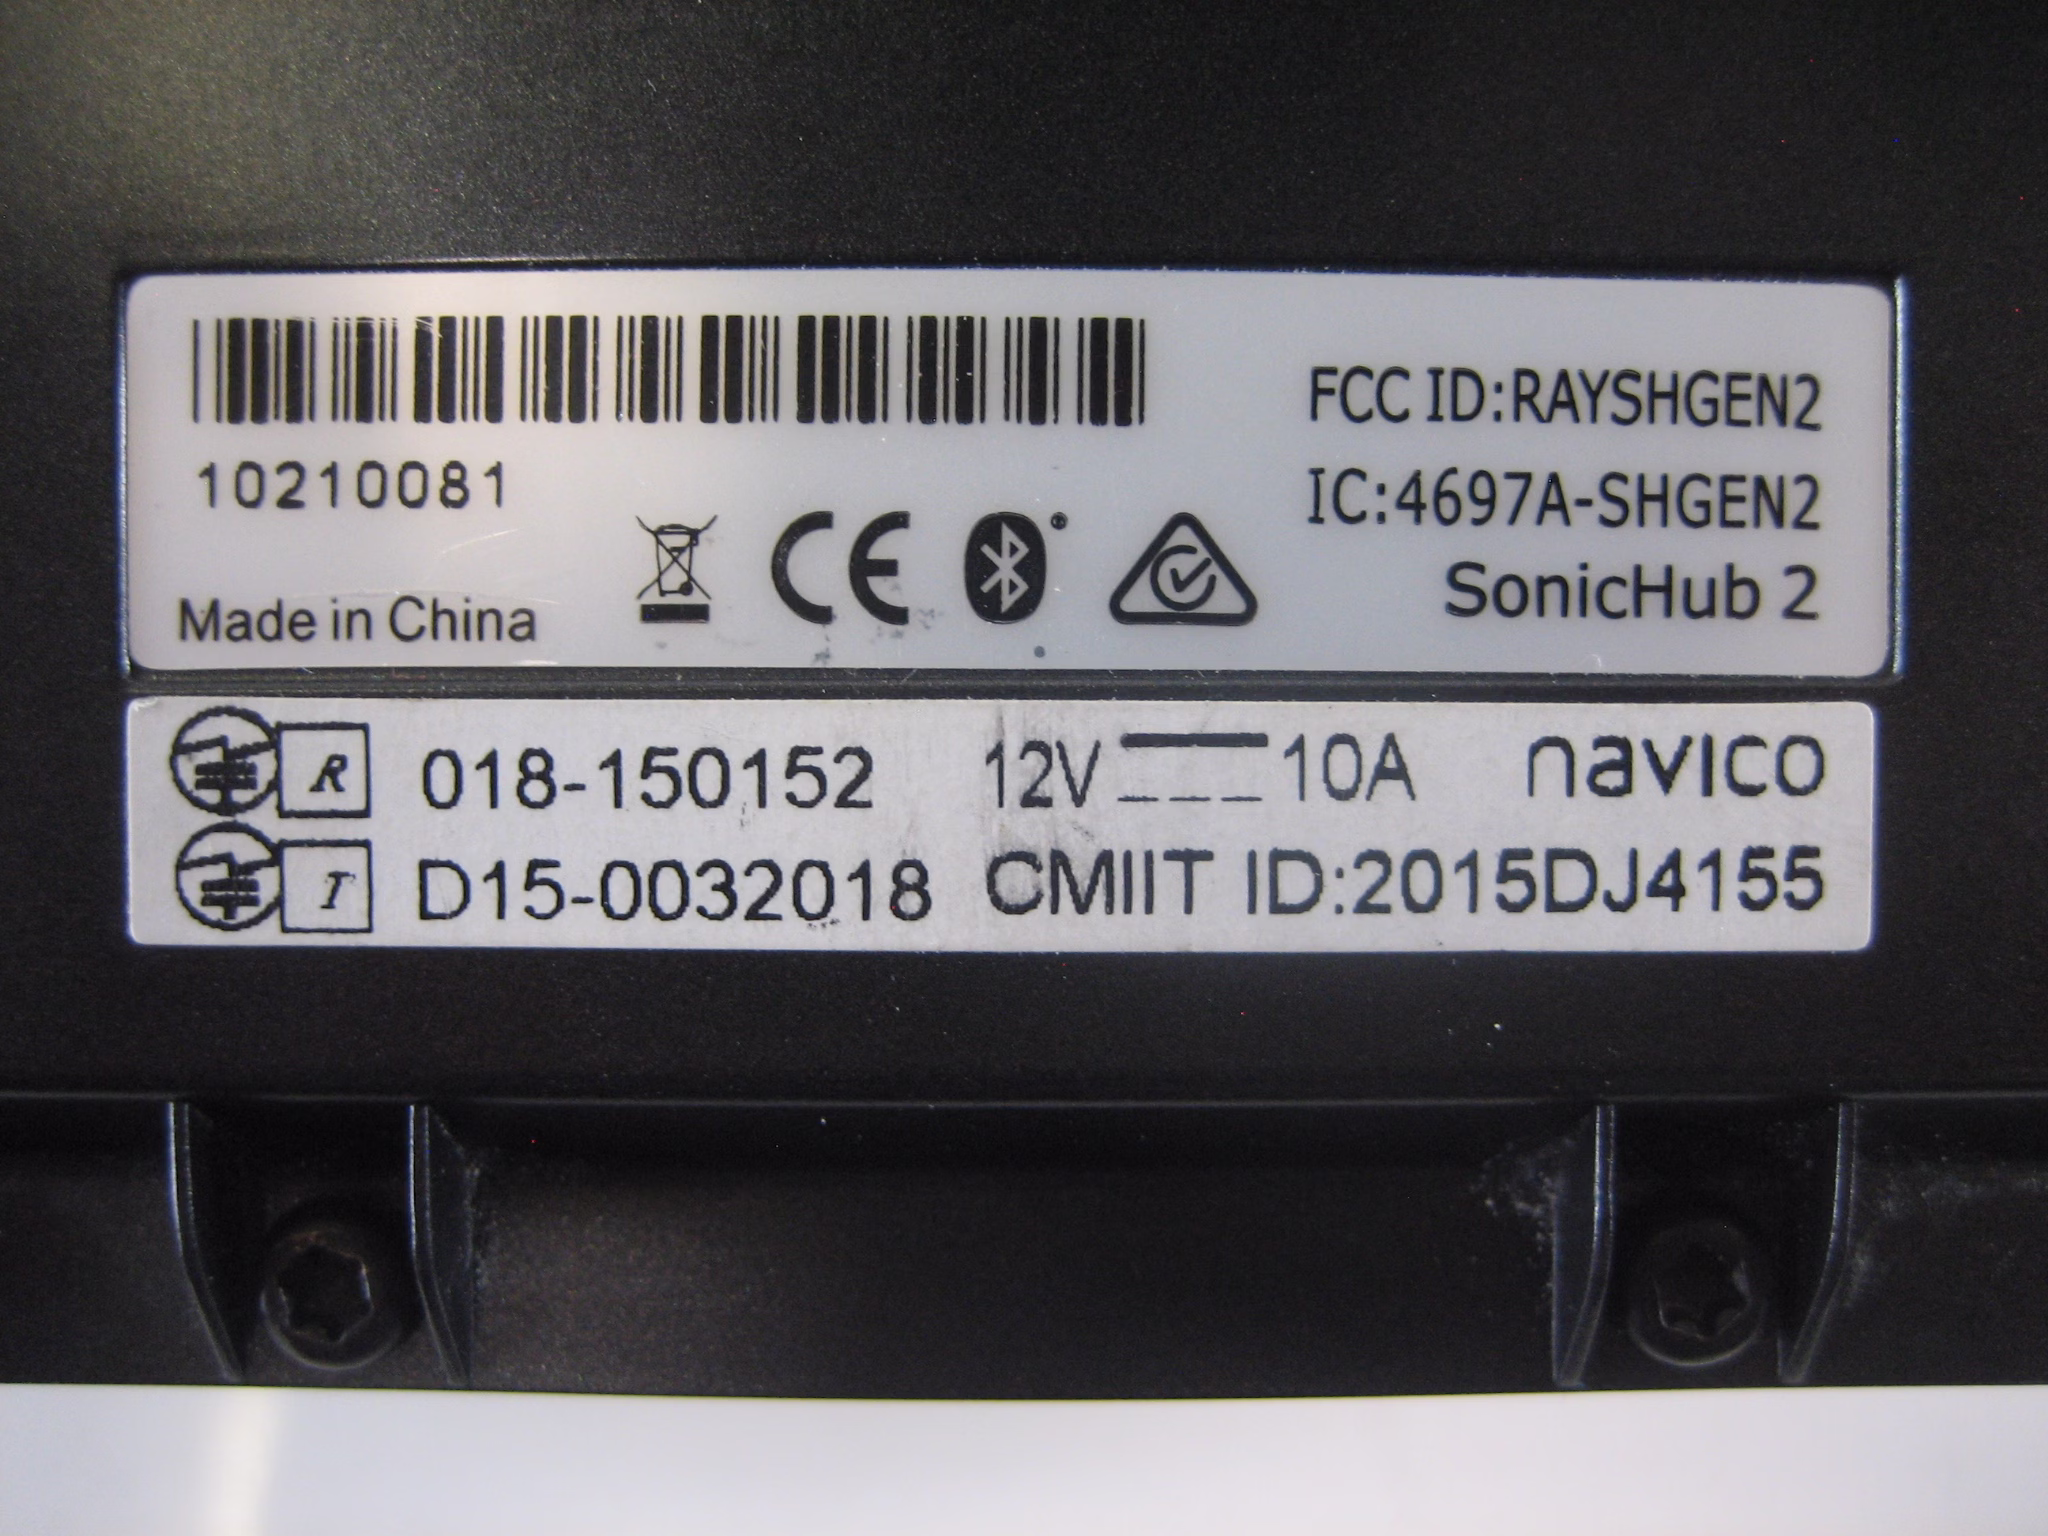 FCC ID:RAYSHGEN2
10210081
IC:4697A-SHGEN2
Made in China
CE
SonicHub 2
R 018-150152 12V 10A navico
T D15-0032018 CMIIT ID:2015DJ4155